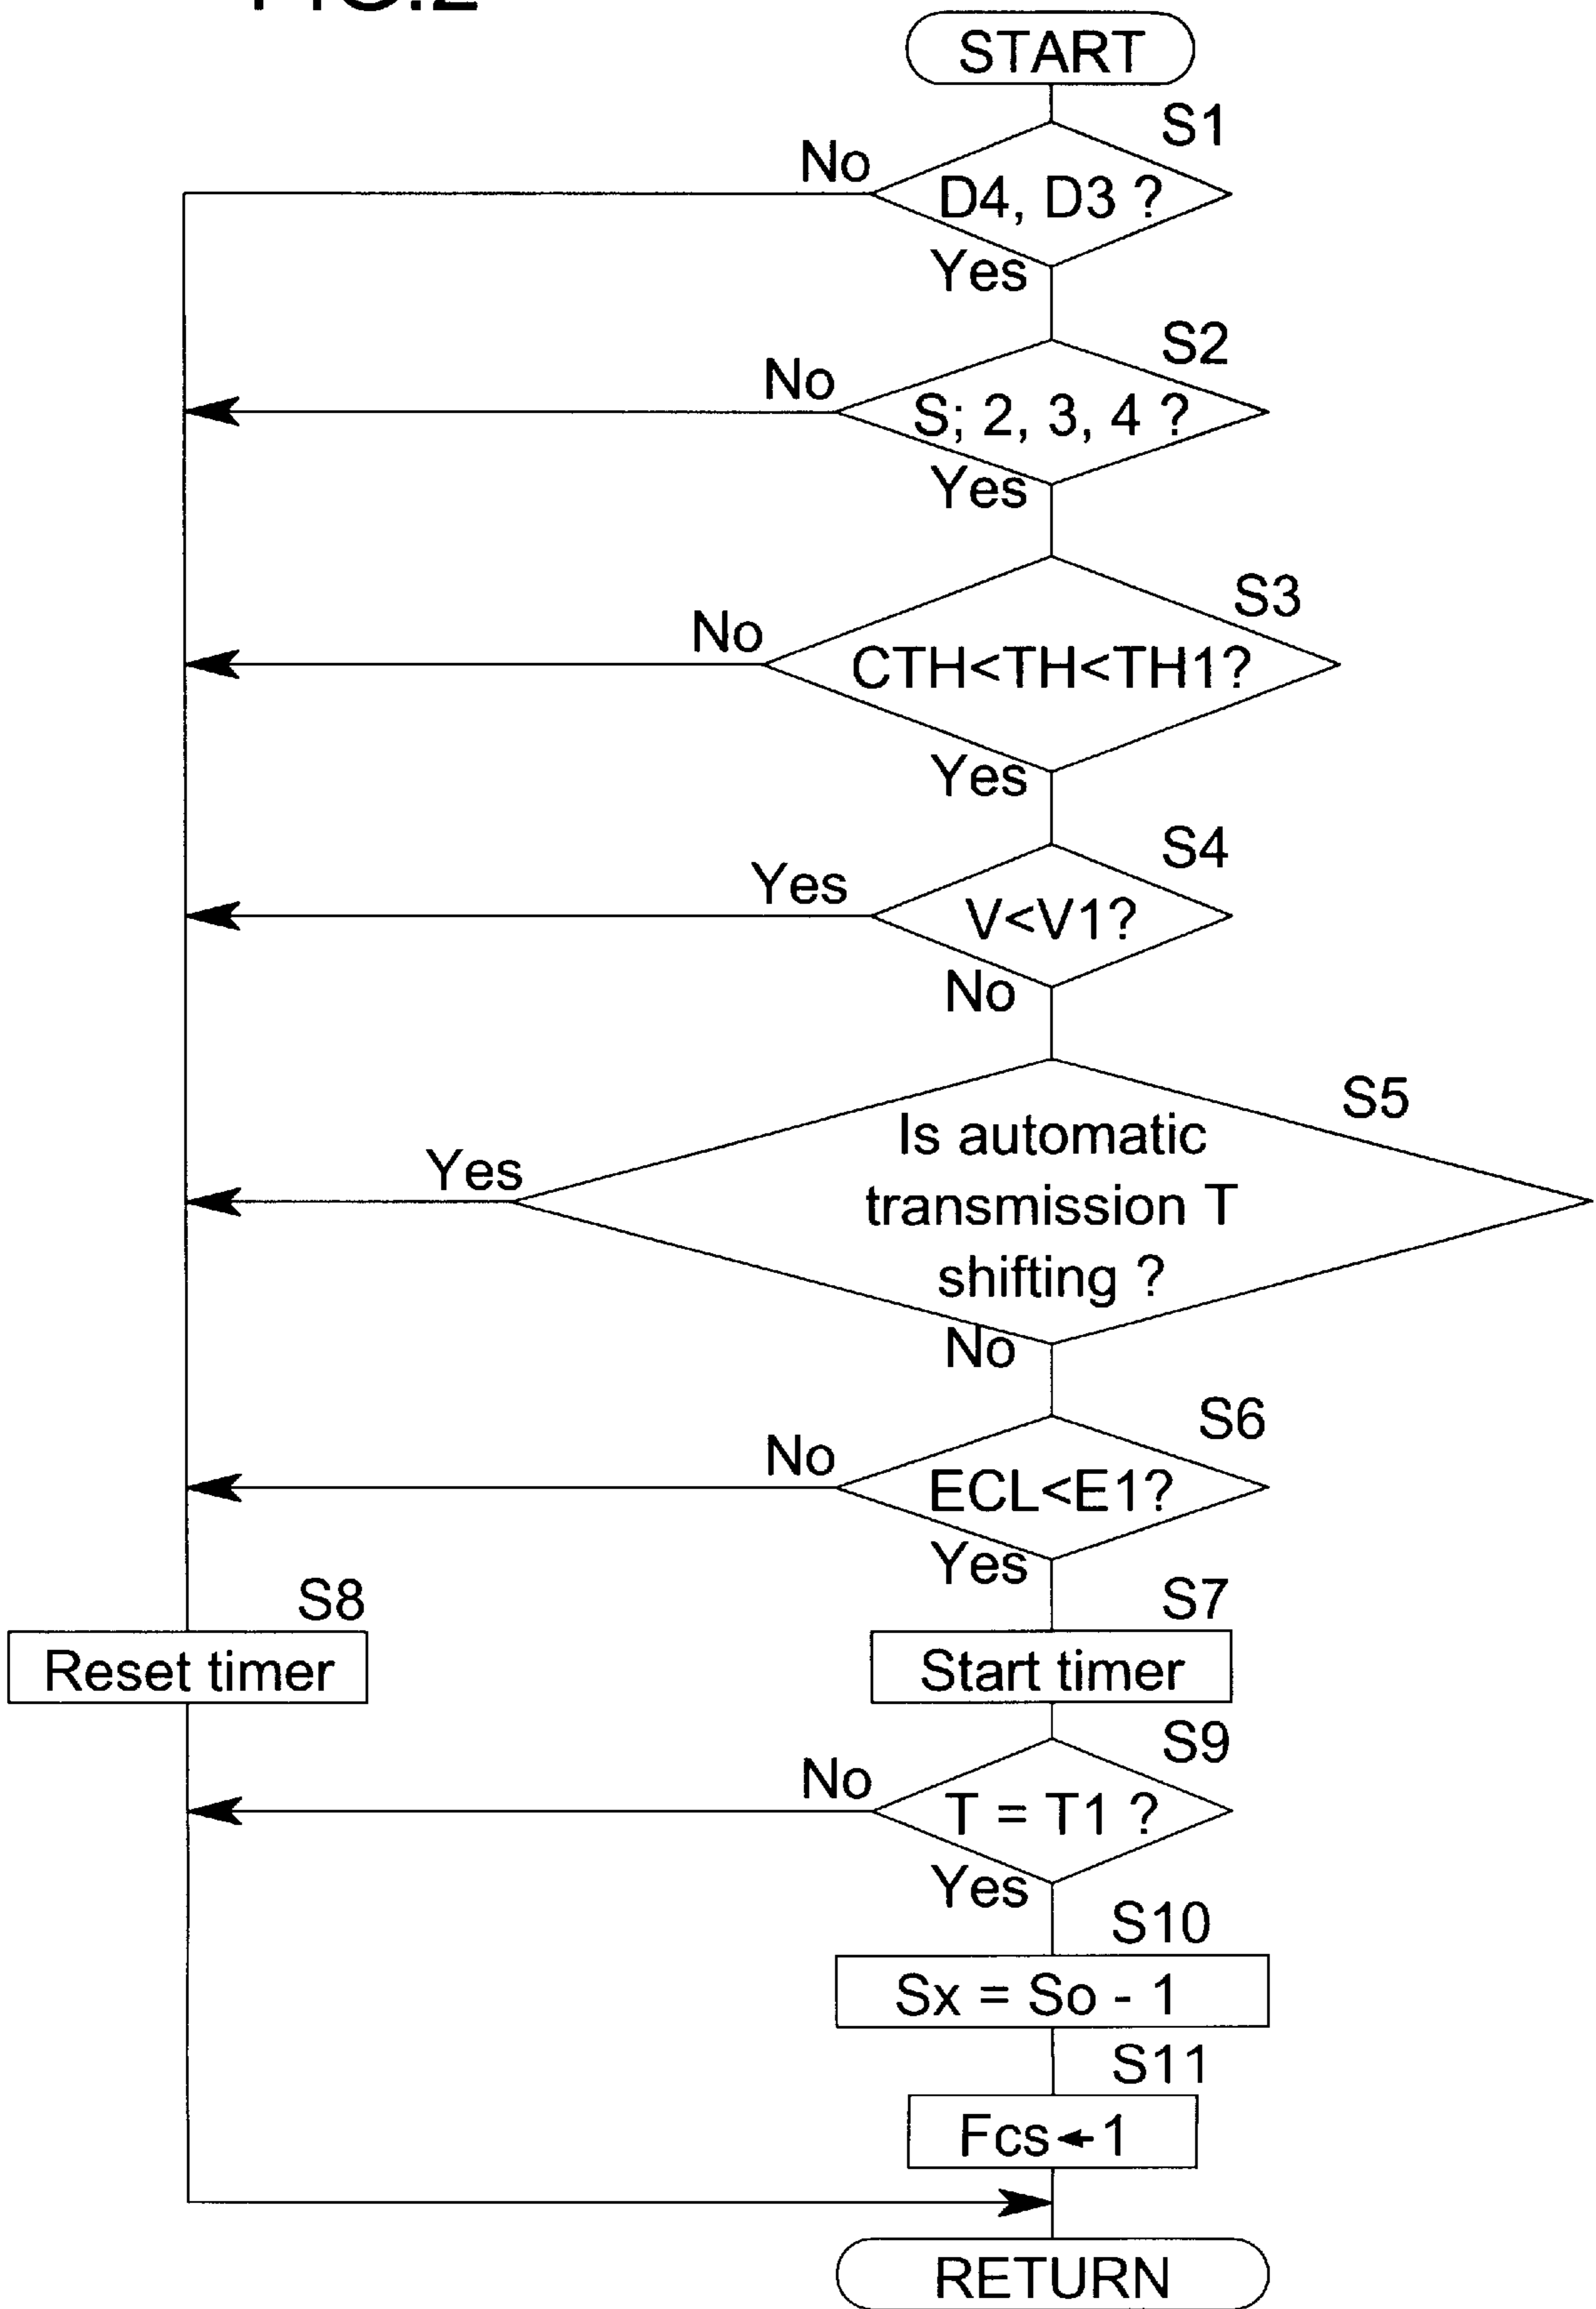 FIG.2
START
S1
No
D4, D3 ?
Yes
S2
No
S; 2, 3, 4 ?
Yes
S3
No
CTH<TH<TH1?
Yes
S4
Yes
V<V1?
No
S5
Yes
Is automatic
transmission T
shifting ?
No
S6
No
ECL<E1?
Yes
S8
S7
Reset timer
Start timer
S9
No
T = T1 ?
Yes
S10
Sx = So - 1
S11
Fcs←1
RETURN